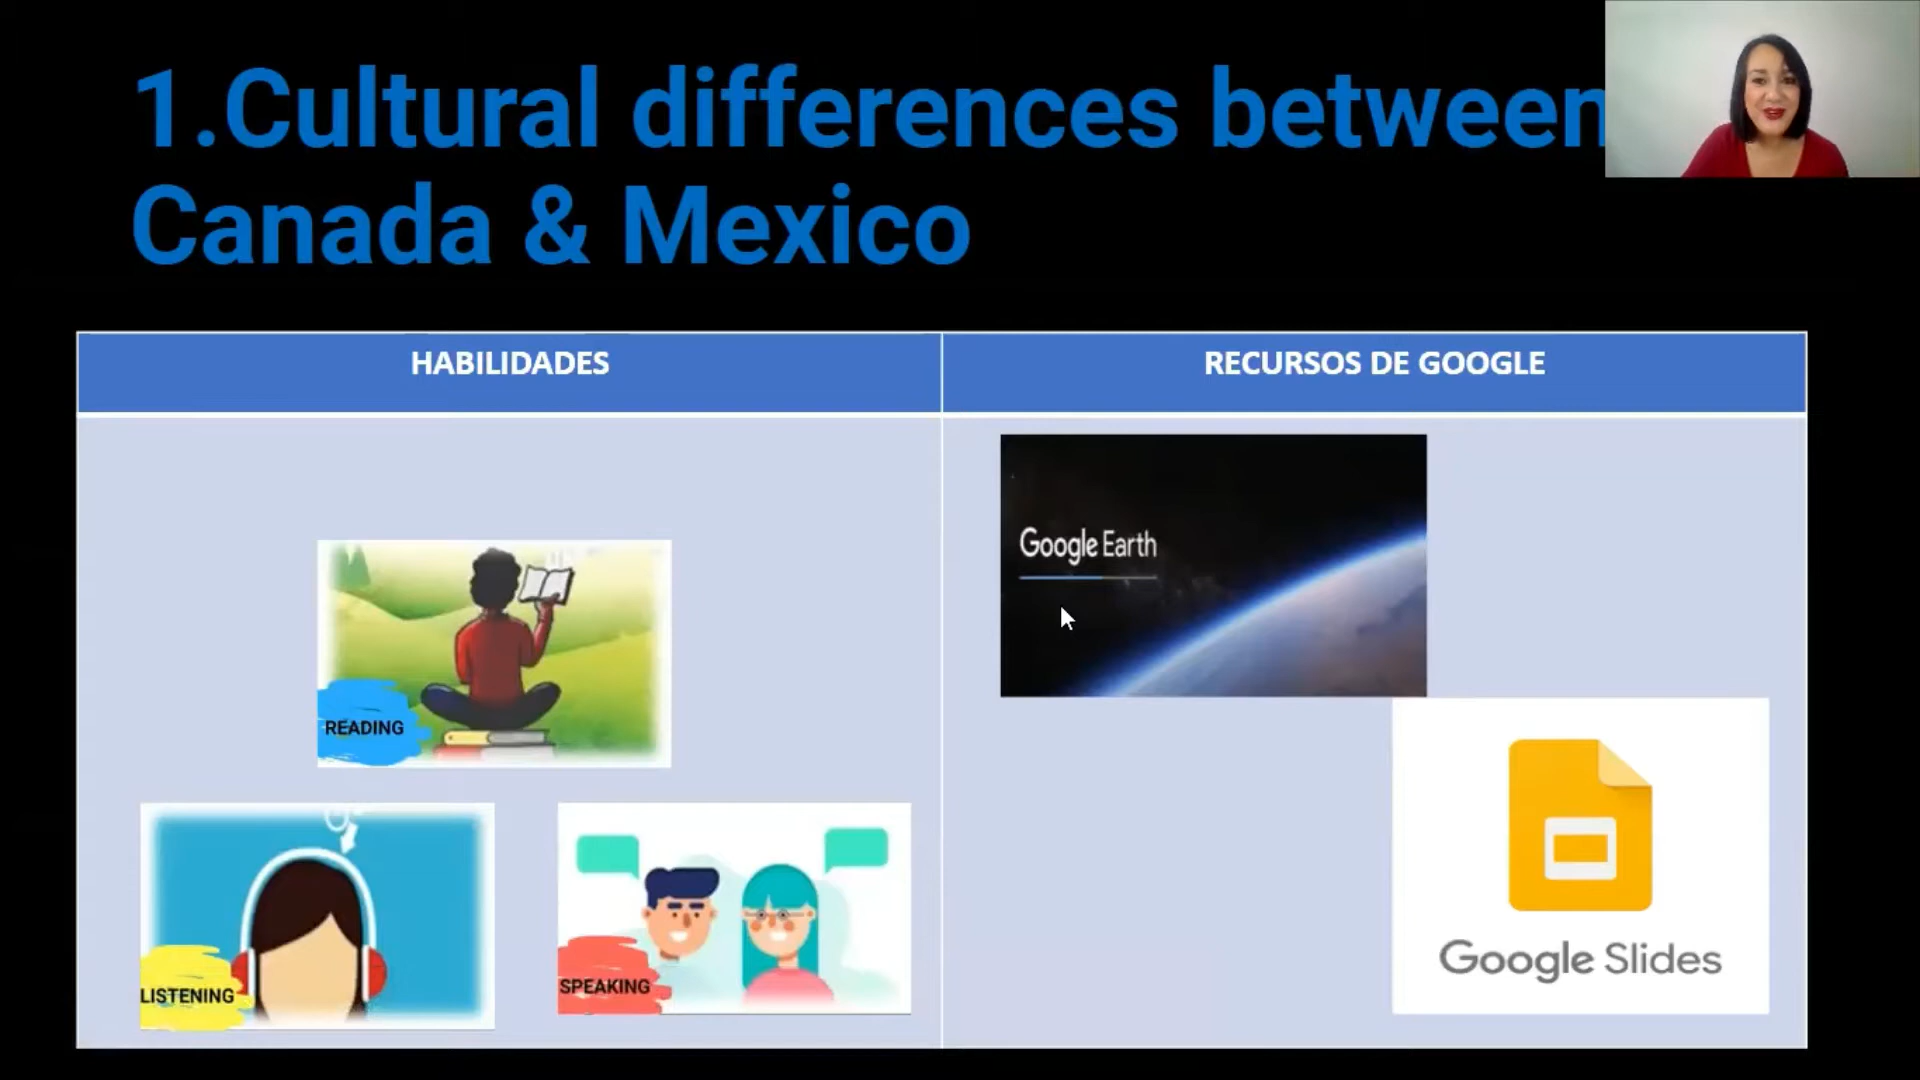 1.Cultural differences between
Canada & Mexico
HABILIDADES
RECURSOS DE GOOGLE
READING
LISTENING
SPEAKING
Google Earth
Google Slides